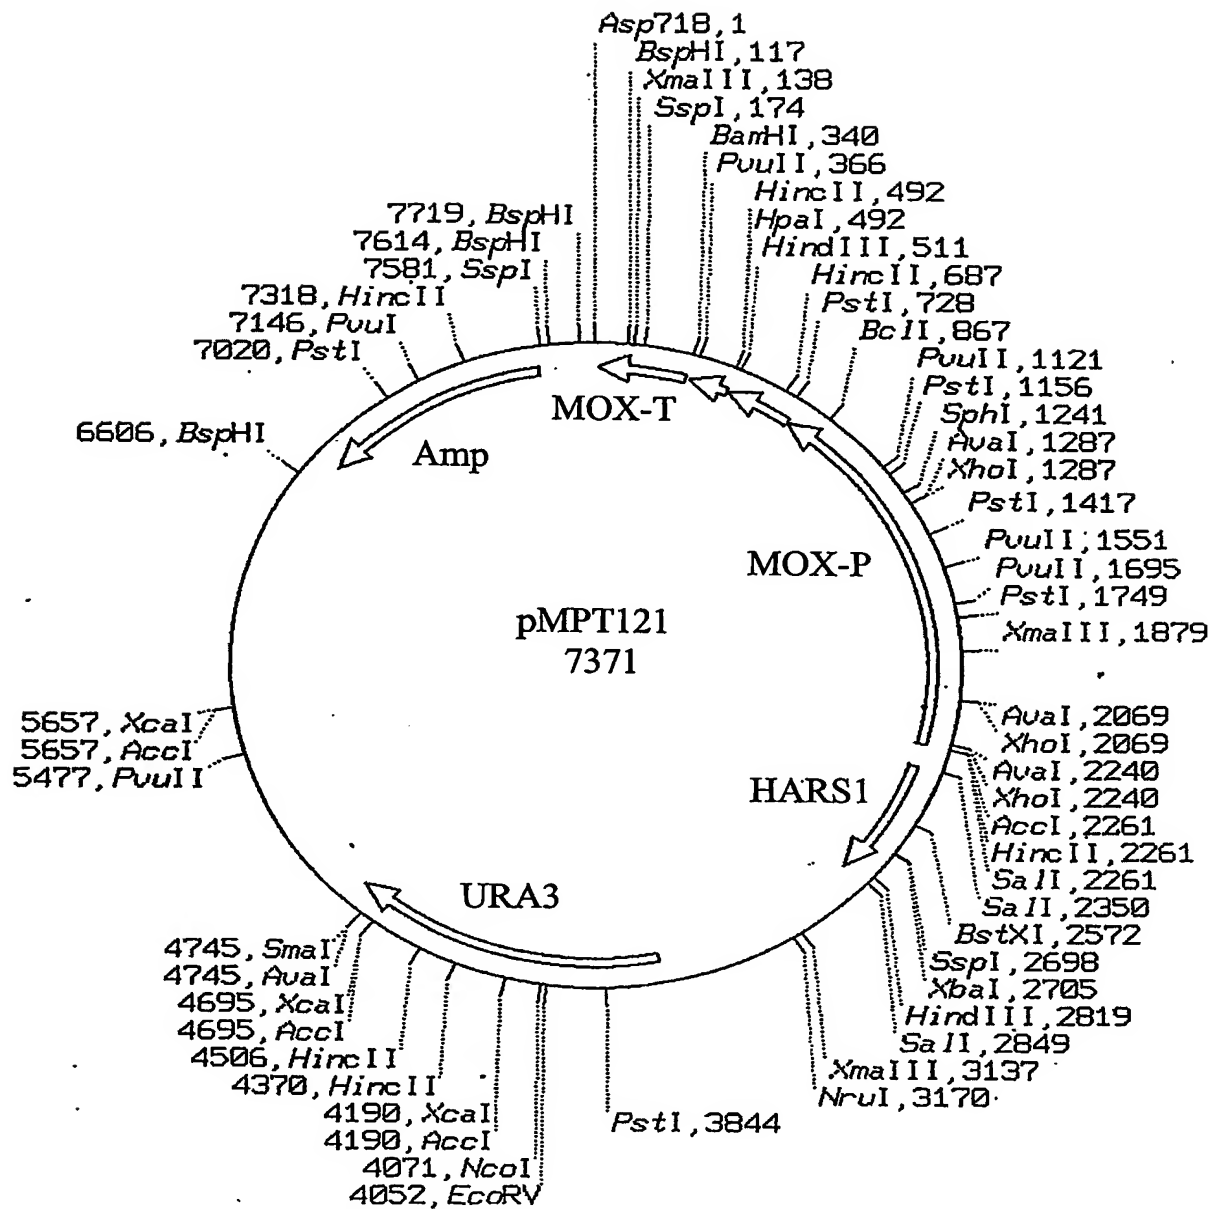 Asp718,1
BspHI,117
XmaIII,138
SspI,174
BamHI,340
PvuII,366
HincII,492
HpaI,492
HindIII,511
HincII,687
PstI,728
BclI,867
PvuII,1121
PstI,1156
SphI,1241
AvaI,1287
XhoI,1287
PstI,1417
PvuII,1551
PvuII,1695
PstI,1749
XmaIII,1879
AvaI,2069
XhoI,2069
AvaI,2240
XhoI,2240
AccI,2261
HincII,2261
SalI,2261
SalI,2350
BstXI,2572
SspI,2698
XbaI,2705
HindIII,2819
SalI,2849
XmaIII,3137
NruI,3170
PstI,3844
7719,BspHI
7614,BspHI
7581,SspI
7318,HincII
7146,PvuI
7020,PstI
6606,BspHI
5657,XcaI
5657,AccI
5477,PvuII
4745,SmaI
4745,AvaI
4695,XcaI
4695,AccI
4506,HincII
4370,HincII
4190,XcaI
4190,AccI
4071,NcoI
4052,EcoRV
MOX-T
Amp
MOX-P
pMPT121
7371
HARS1
URA3